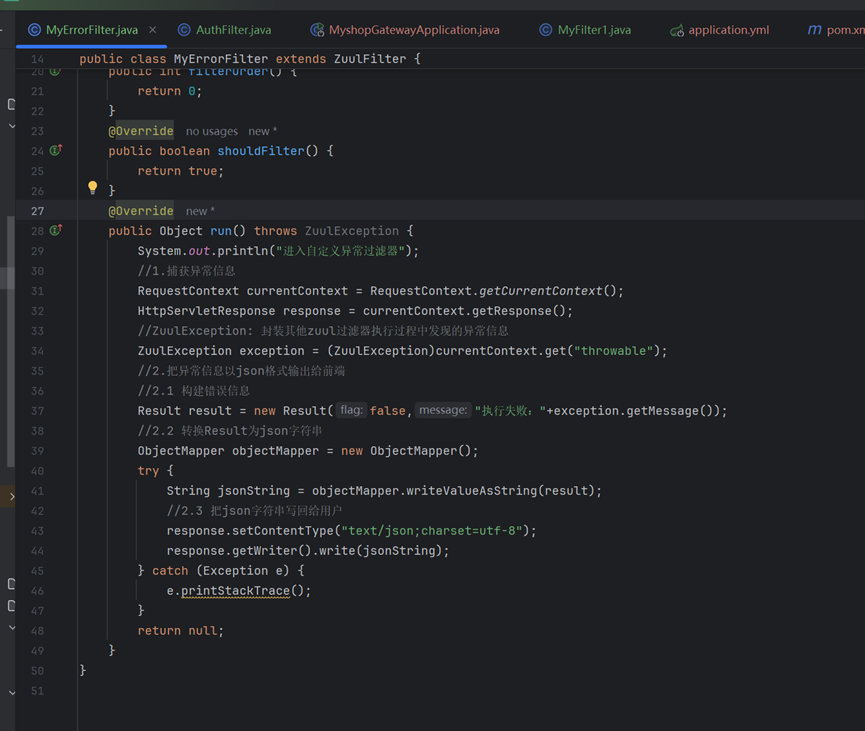 MyErrorFilter.java × AuthFilter.java MyshopGatewayApplication.java MyFilter1.java application.yml pom.xn
14 public class MyErrorFilter extends ZuulFilter {
20 public int filterOrder() {
21 return 0;
22 }
23 @Override no usages new *
24 public boolean shouldFilter() {
25 return true;
26 }
27 @Override new *
28 public Object run() throws ZuulException {
29 System.out.println("进入自定义异常过滤器");
30 //1.捕获异常信息
31 RequestContext currentContext = RequestContext.getCurrentContext();
32 HttpServletResponse response = currentContext.getResponse();
33 //ZuulException: 封装其他zuul过滤器执行过程中发现的异常信息
34 ZuulException exception = (ZuulException)currentContext.get("throwable");
35 //2.把异常信息以json格式输出给前端
36 //2.1 构建错误信息
37 Result result = new Result( flag: false, message: "执行失败："+exception.getMessage());
38 //2.2 转换Result为json字符串
39 ObjectMapper objectMapper = new ObjectMapper();
40 try {
41 String jsonString = objectMapper.writeValueAsString(result);
42 //2.3 把json字符串写回给用户
43 response.setContentType("text/json;charset=utf-8");
44 response.getWriter().write(jsonString);
45 } catch (Exception e) {
46 e.printStackTrace();
47 }
48 return null;
49 }
50 }
51